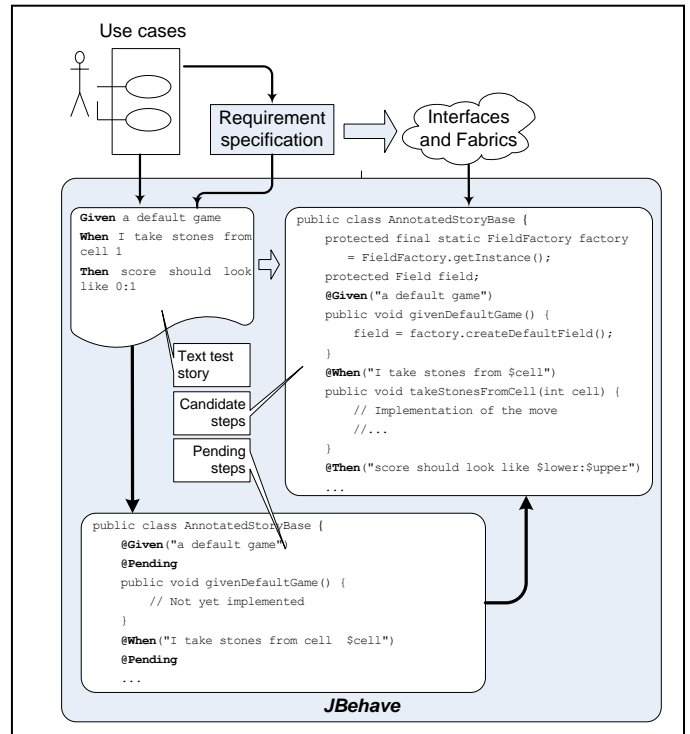 Use cases
Requirement
specification
Interfaces
and Fabrics
Given a default game
When I take stones from
cell 1
Then score should look
like 0:1
public class AnnotatedStoryBase {
protected final static FieldFactory factory
= FieldFactory.getInstance();
protected Field field;
@Given("a default game")
public void givenDefaultGame() {
field = factory.createDefaultField();
}
@When("I take stones from $cell")
public void takeStonesFromCell(int cell) {
// Implementation of the move
//...
}
@Then("score should look like $lower:$upper")
...
Text test
story
Candidate
steps
Pending
steps
public class AnnotatedStoryBase {
@Given("a default game")
@Pending
public void givenDefaultGame() {
// Not yet implemented
}
@When("I take stones from cell $cell")
@Pending
...
JBehave